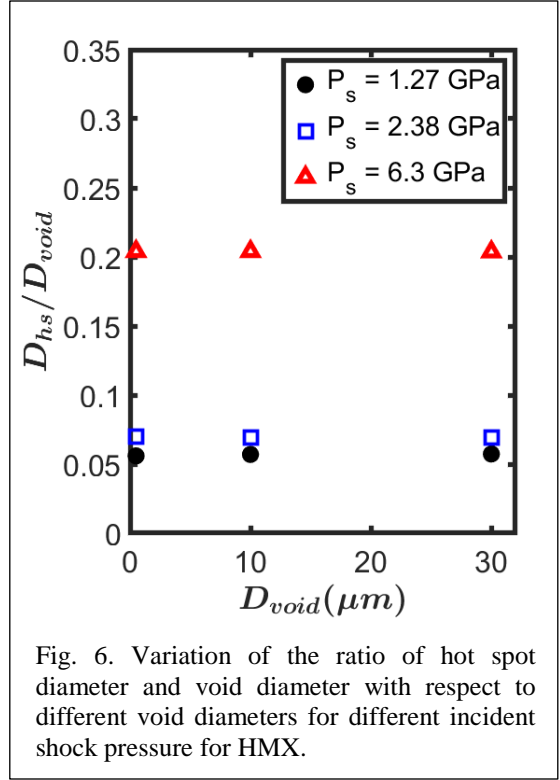 0.35
0.3
0.25
0.2
0.15
0.1
0.05
0
D_hs/D_void
P_s = 1.27 GPa
P_s = 2.38 GPa
P_s = 6.3 GPa
0 10 20 30
D_void(μm)
Fig. 6. Variation of the ratio of hot spot
diameter and void diameter with respect to
different void diameters for different incident
shock pressure for HMX.